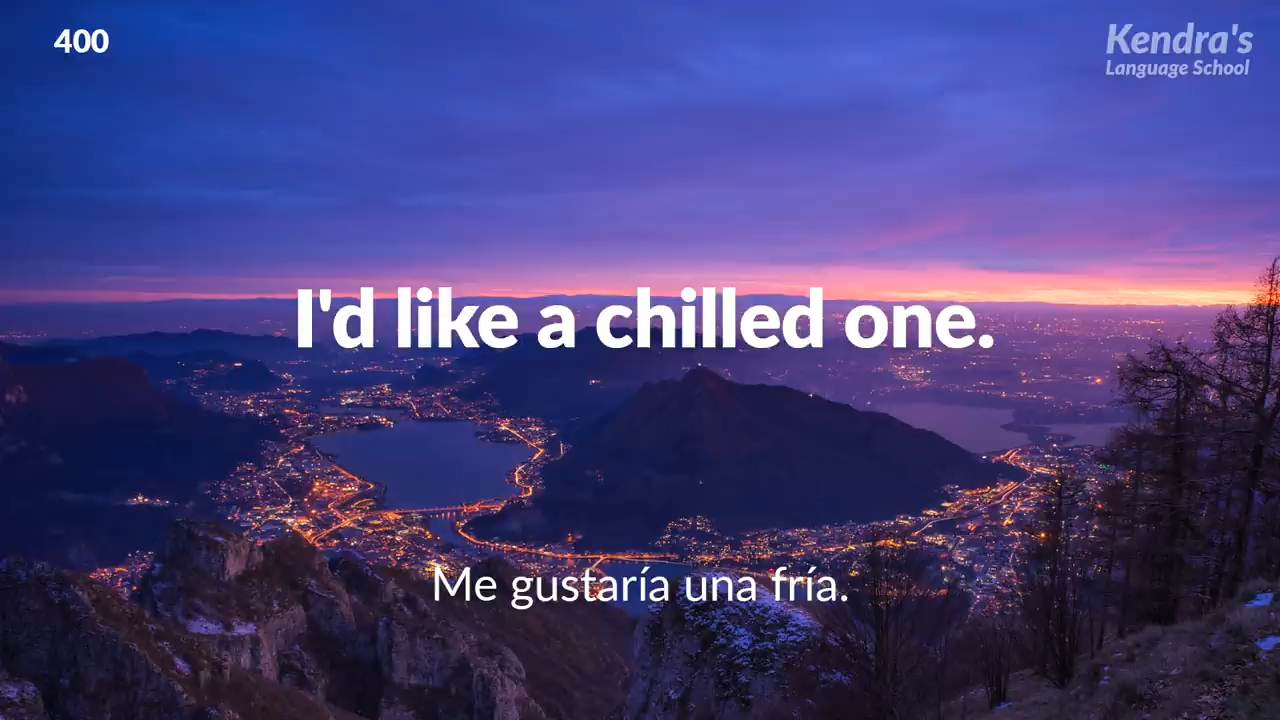 400
Kendra's
Language School
I'd like a chilled one.
Me gustaría una fría.